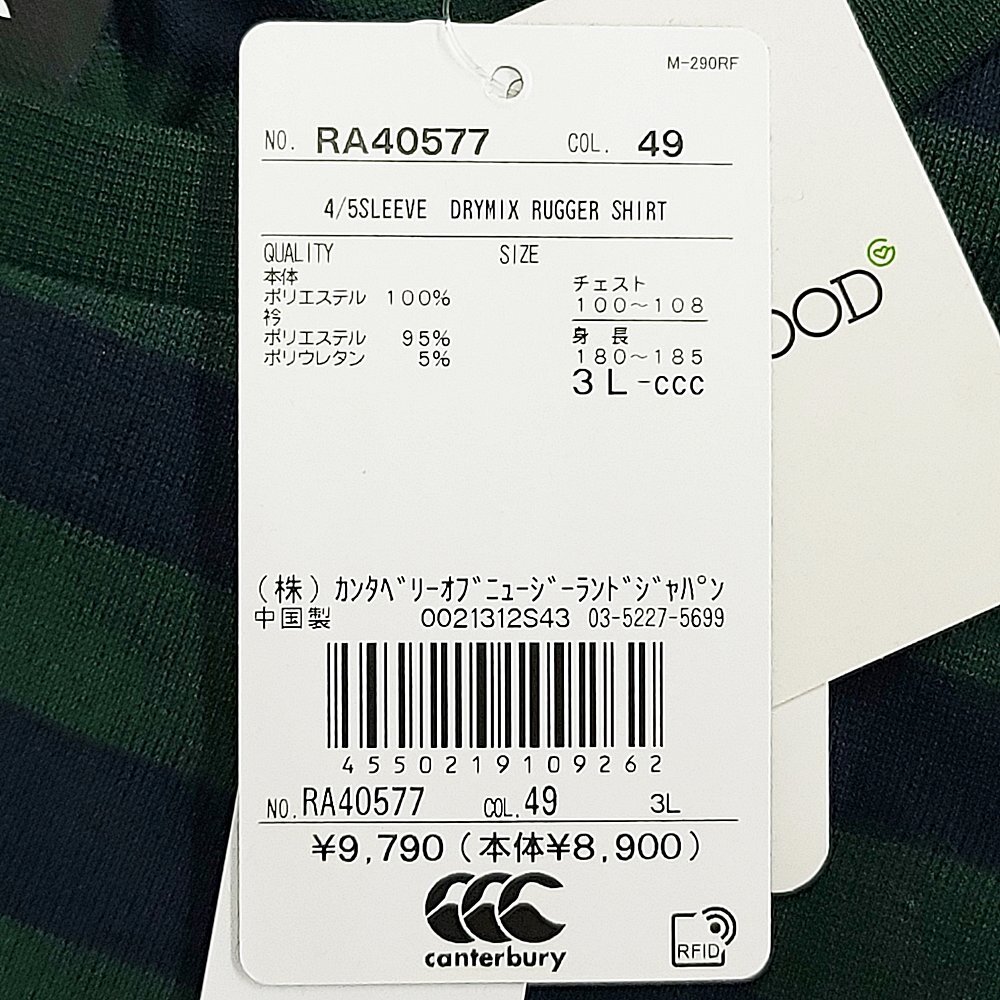 M-290RF
NO. RA40577 COL. 49
4/5SLEEVE DRYMIX RUGGER SHIRT
QUALITY SIZE
本体
ポリエステル 100%
衿
ポリエステル 95%
ポリウレタン 5%
チェスト
100～108
身 長
180～185
3L-CCC
OOD
(株) ｶﾝﾀﾍﾞﾘーｵﾌﾞﾆｭーｼﾞーﾗﾝﾄﾞｼﾞｬﾊﾟﾝ
中国製 0021312S43 03-5227-5699
4550219109262
NO. RA40577 COL. 49 3L
¥9,790(本体¥8,900)
canterbury
RFID